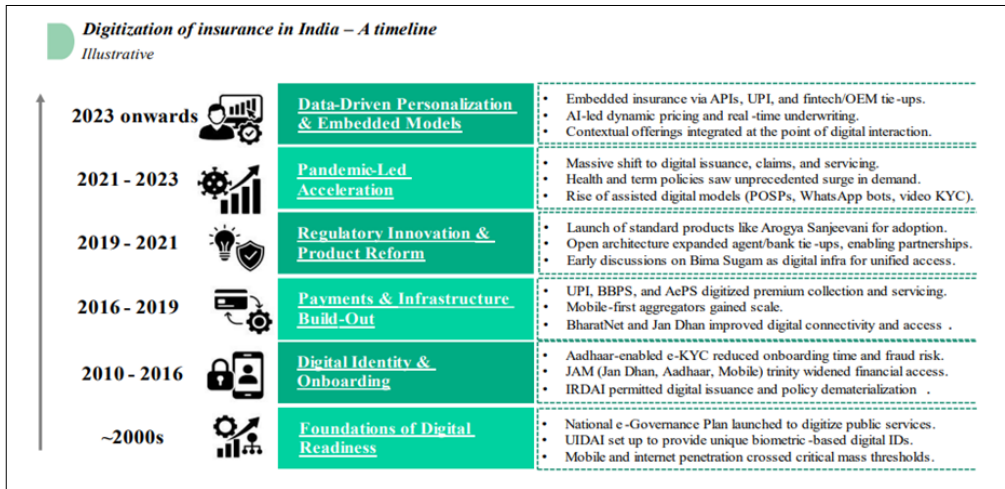 Digitization of insurance in India – A timeline
Illustrative
2023 onwards
Data-Driven Personalization
& Embedded Models
• Embedded insurance via APIs, UPI, and fintech/OEM tie-ups.
• AI-led dynamic pricing and real-time underwriting.
• Contextual offerings integrated at the point of digital interaction.
2021 - 2023
Pandemic-Led
Acceleration
• Massive shift to digital issuance, claims, and servicing.
• Health and term policies saw unprecedented surge in demand.
• Rise of assisted digital models (POSPs, WhatsApp bots, video KYC).
2019 - 2021
Regulatory Innovation &
Product Reform
• Launch of standard products like Arogya Sanjeevani for adoption.
• Open architecture expanded agent/bank tie-ups, enabling partnerships.
• Early discussions on Bima Sugam as digital infra for unified access.
2016 - 2019
Payments & Infrastructure
Build-Out
• UPI, BBPS, and AePS digitized premium collection and servicing.
• Mobile-first aggregators gained scale.
• BharatNet and Jan Dhan improved digital connectivity and access .
2010 - 2016
Digital Identity &
Onboarding
• Aadhaar-enabled e-KYC reduced onboarding time and fraud risk.
• JAM (Jan Dhan, Aadhaar, Mobile) trinity widened financial access.
• IRDAI permitted digital issuance and policy dematerialization .
~2000s
Foundations of Digital
Readiness
• National e-Governance Plan launched to digitize public services.
• UIDAI set up to provide unique biometric-based digital IDs.
• Mobile and internet penetration crossed critical mass thresholds.